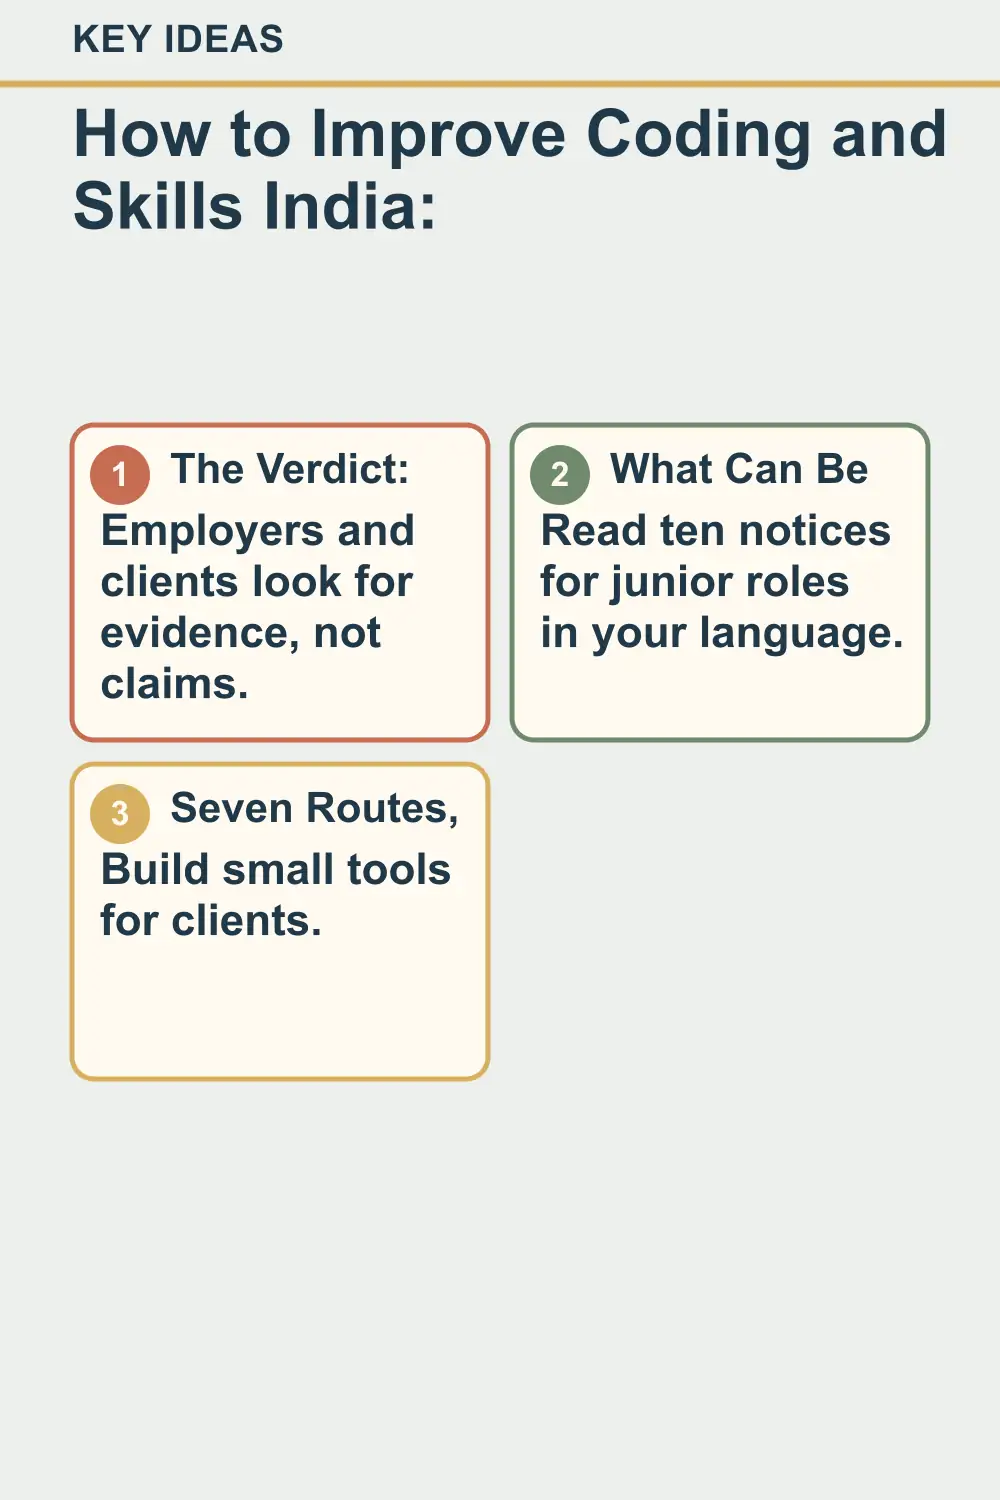 KEY IDEAS
How to Improve Coding and
Skills India:
1 The Verdict:
Employers and
clients look for
evidence, not
claims.
2 What Can Be
Read ten notices
for junior roles
in your language.
3 Seven Routes,
Build small tools
for clients.